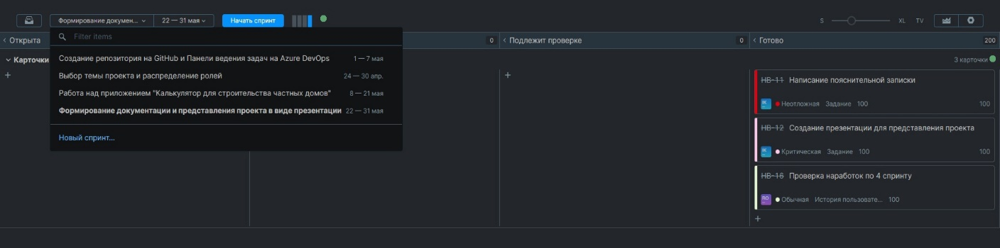 Формирование докумен...
22 — 31 мая
Начать спринт
S
XL
TV
Filter items
Открыта
0
Подлежит проверке
0
Готово
200
Карточки
3 карточки
Создание репозитория на GitHub и Панели ведения задач на Azure DevOps 1 — 7 мая
Выбор темы проекта и распределение ролей 24 — 30 апр.
Работа над приложением "Калькулятор для строительства частных домов" 8 — 21 мая
Формирование документации и представления проекта в виде презентации 22 — 31 мая
Новый спринт...
HB-11 Написание пояснительной записки
Неотложная Задание 100 100
HB-12 Создание презентации для представления проекта
Критическая Задание 100 100
HB-16 Проверка наработок по 4 спринту
Обычная История пользовате... 100